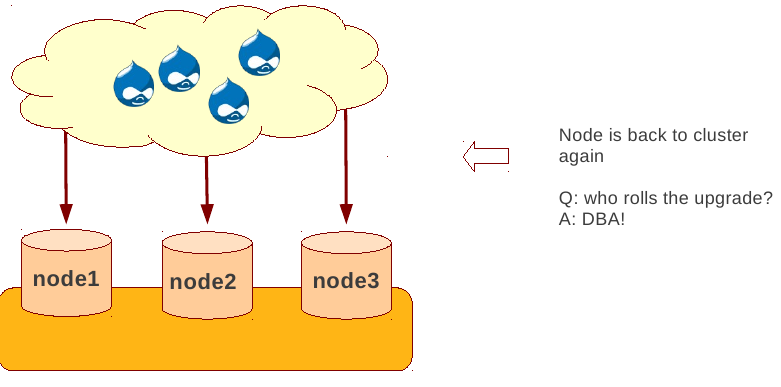 Node is back to cluster
again
Q: who rolls the upgrade?
A: DBA!
node1
node2
node3